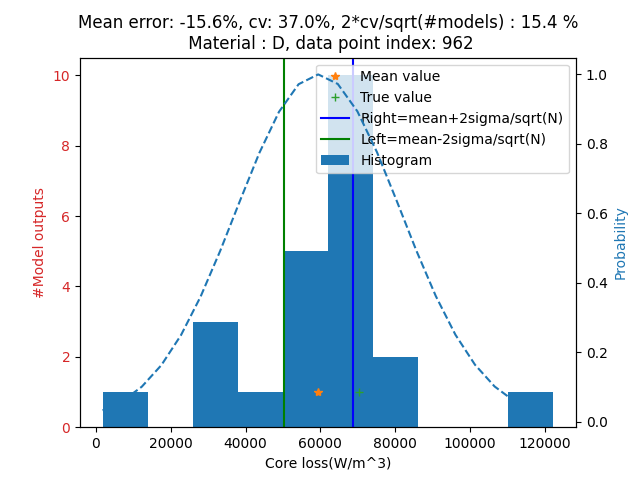 Mean error: -15.6%, cv: 37.0%, 2*cv/sqrt(#models) : 15.4 %
Material : D, data point index: 962
Mean value
True value
Right=mean+2sigma/sqrt(N)
Left=mean-2sigma/sqrt(N)
Histogram
#Model outputs
10
8
6
4
2
0
Probability
1.0
0.8
0.6
0.4
0.2
0.0
0 20000 40000 60000 80000 100000 120000
Core loss(W/m^3)